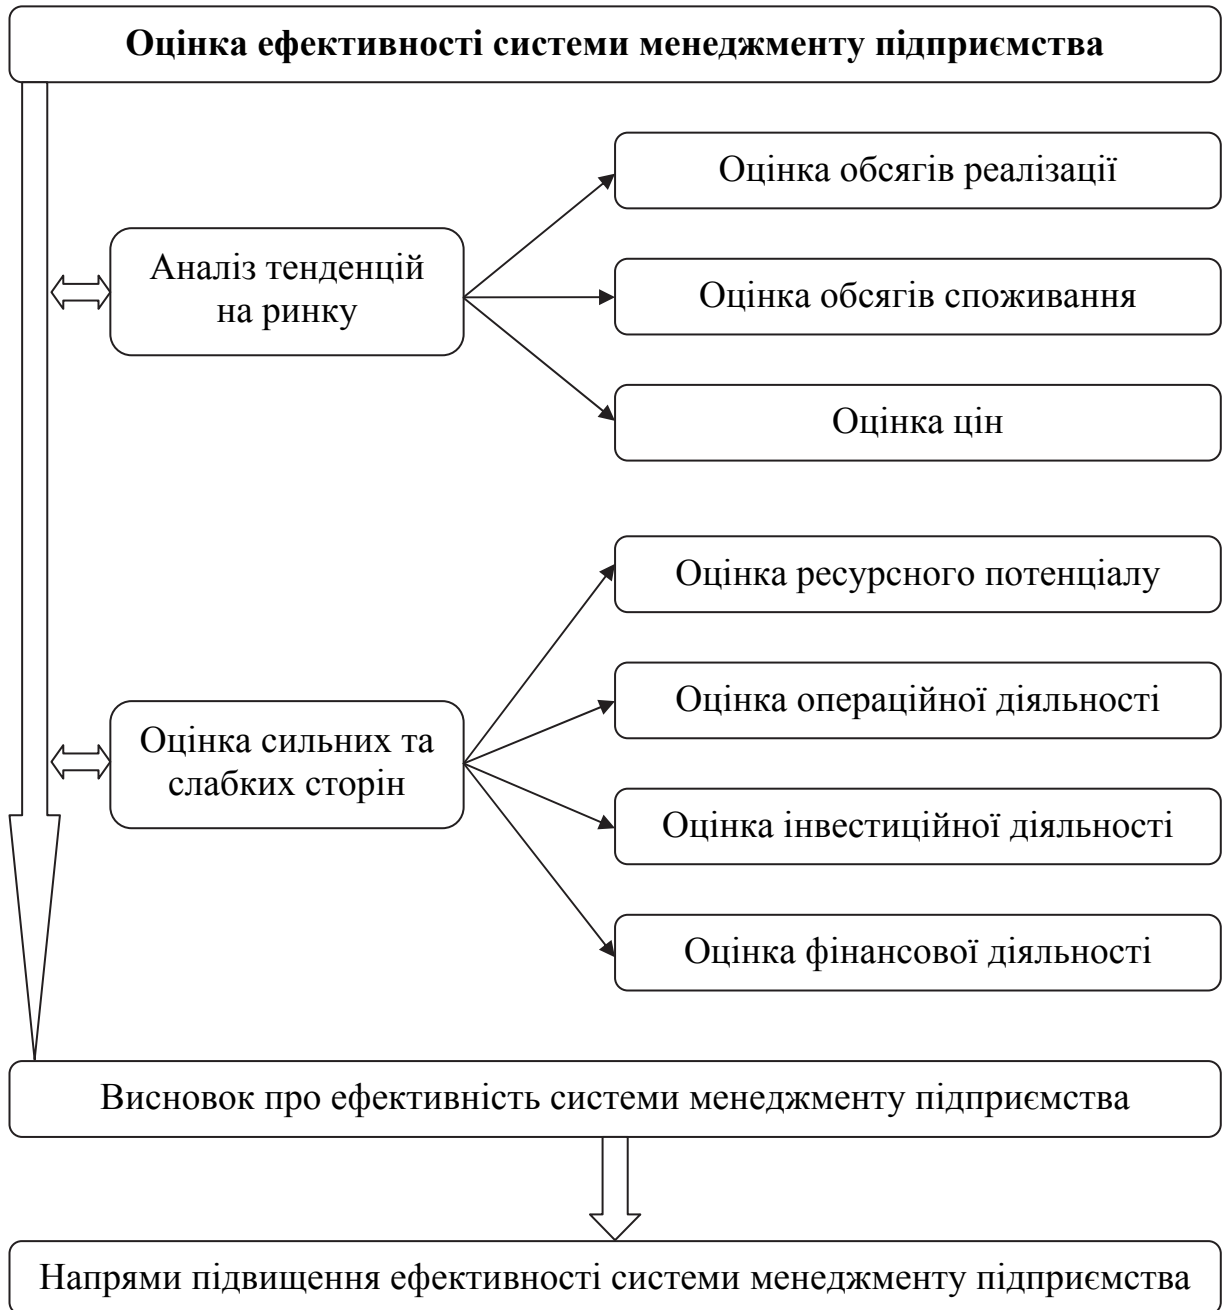 Оцінка ефективності системи менеджменту підприємства
Оцінка обсягів реалізації
Аналіз тенденцій
на ринку
Оцінка обсягів споживання
Оцінка цін
Оцінка ресурсного потенціалу
Оцінка операційної діяльності
Оцінка сильних та
слабких сторін
Оцінка інвестиційної діяльності
Оцінка фінансової діяльності
Висновок про ефективність системи менеджменту підприємства
Напрями підвищення ефективності системи менеджменту підприємства